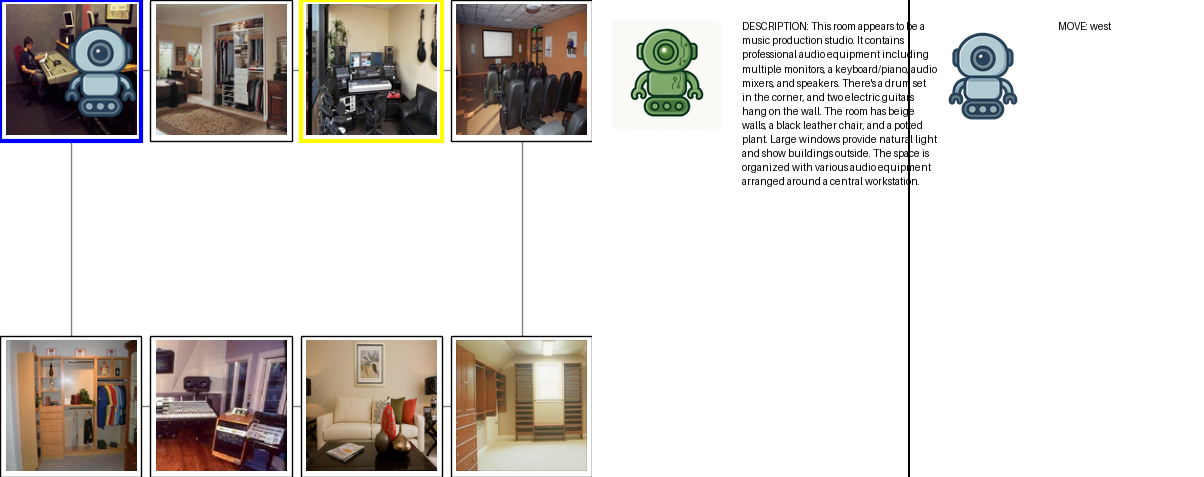 DESCRIPTION: This room appears to be a
music production studio. It contains
professional audio equipment including
multiple monitors, a keyboard/piano, audio
mixers, and speakers. There's a drum set
in the corner, and two electric guitars
hang on the wall. The room has beige
walls, a black leather chair, and a potted
plant. Large windows provide natural light
and show buildings outside. The space is
organized with various audio equipment
arranged around a central workstation.
MOVE: west